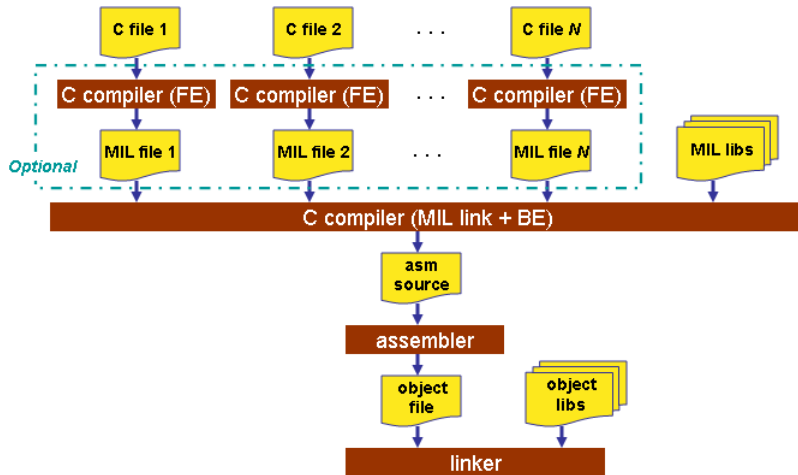 C file 1
C file 2
. . .
C file N
C compiler (FE)
C compiler (FE)
. . .
C compiler (FE)
MIL file 1
MIL file 2
. . .
MIL file N
MIL libs
Optional
C compiler (MIL link + BE)
asm
source
assembler
object
file
object
libs
linker